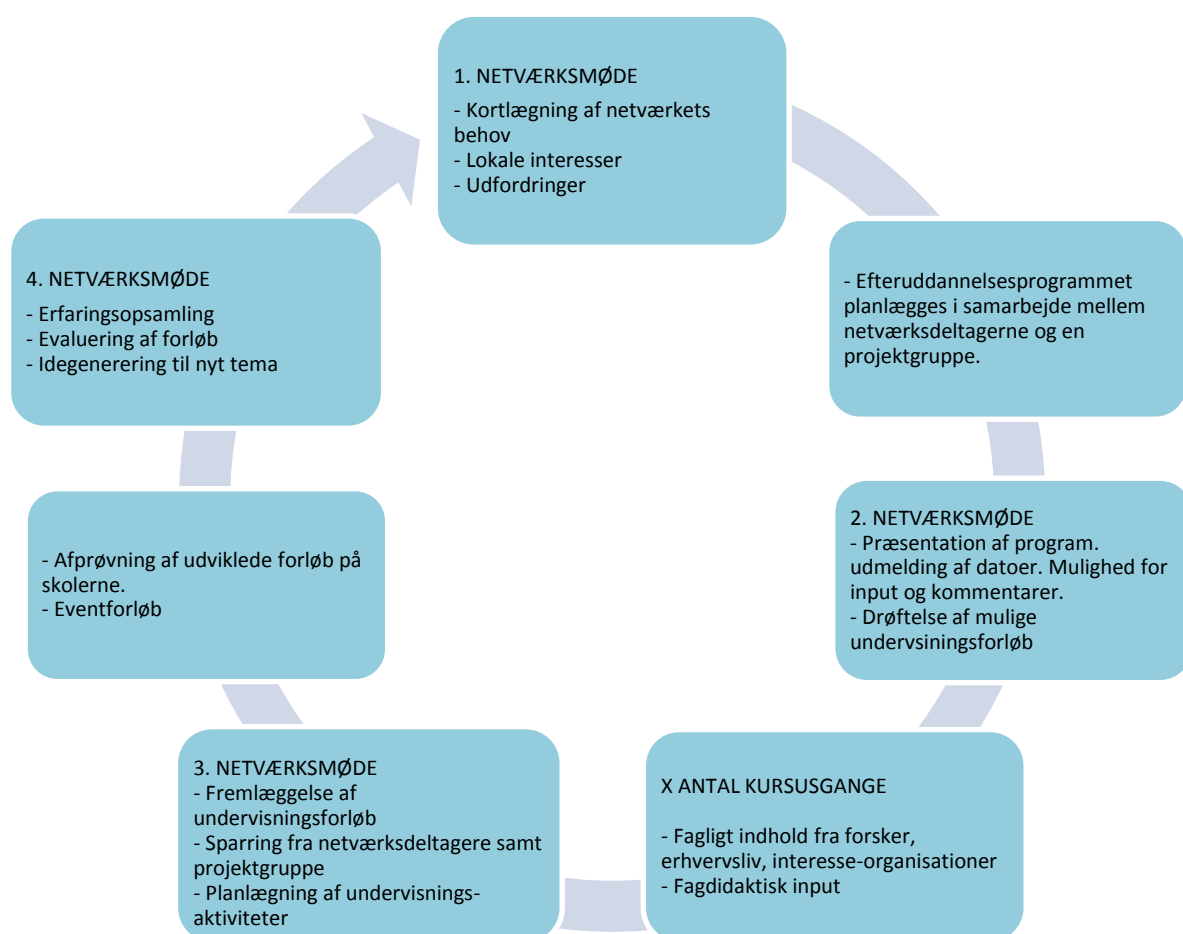 1. NETVÆRKSMØDE
- Kortlægning af netværkets
behov
- Lokale interesser
- Udfordringer
- Efteruddannelsesprogrammet
planlægges i samarbejde mellem
netværksdeltagerne og en
projektgruppe.
2. NETVÆRKSMØDE
- Præsentation af program.
udmelding af datoer. Mulighed for
input og kommentarer.
- Drøftelse af mulige
undervsiningsforløb
X ANTAL KURSUSGANGE
- Fagligt indhold fra forsker,
erhvervsliv, interesse-organisationer
- Fagdidaktisk input
3. NETVÆRKSMØDE
- Fremlæggelse af
undervisningsforløb
- Sparring fra netværksdeltagere samt
projektgruppe
- Planlægning af undervisnings-
aktiviteter
- Afprøvning af udviklede forløb på
skolerne.
- Eventforløb
4. NETVÆRKSMØDE
- Erfaringsopsamling
- Evaluering af forløb
- Idegenerering til nyt tema